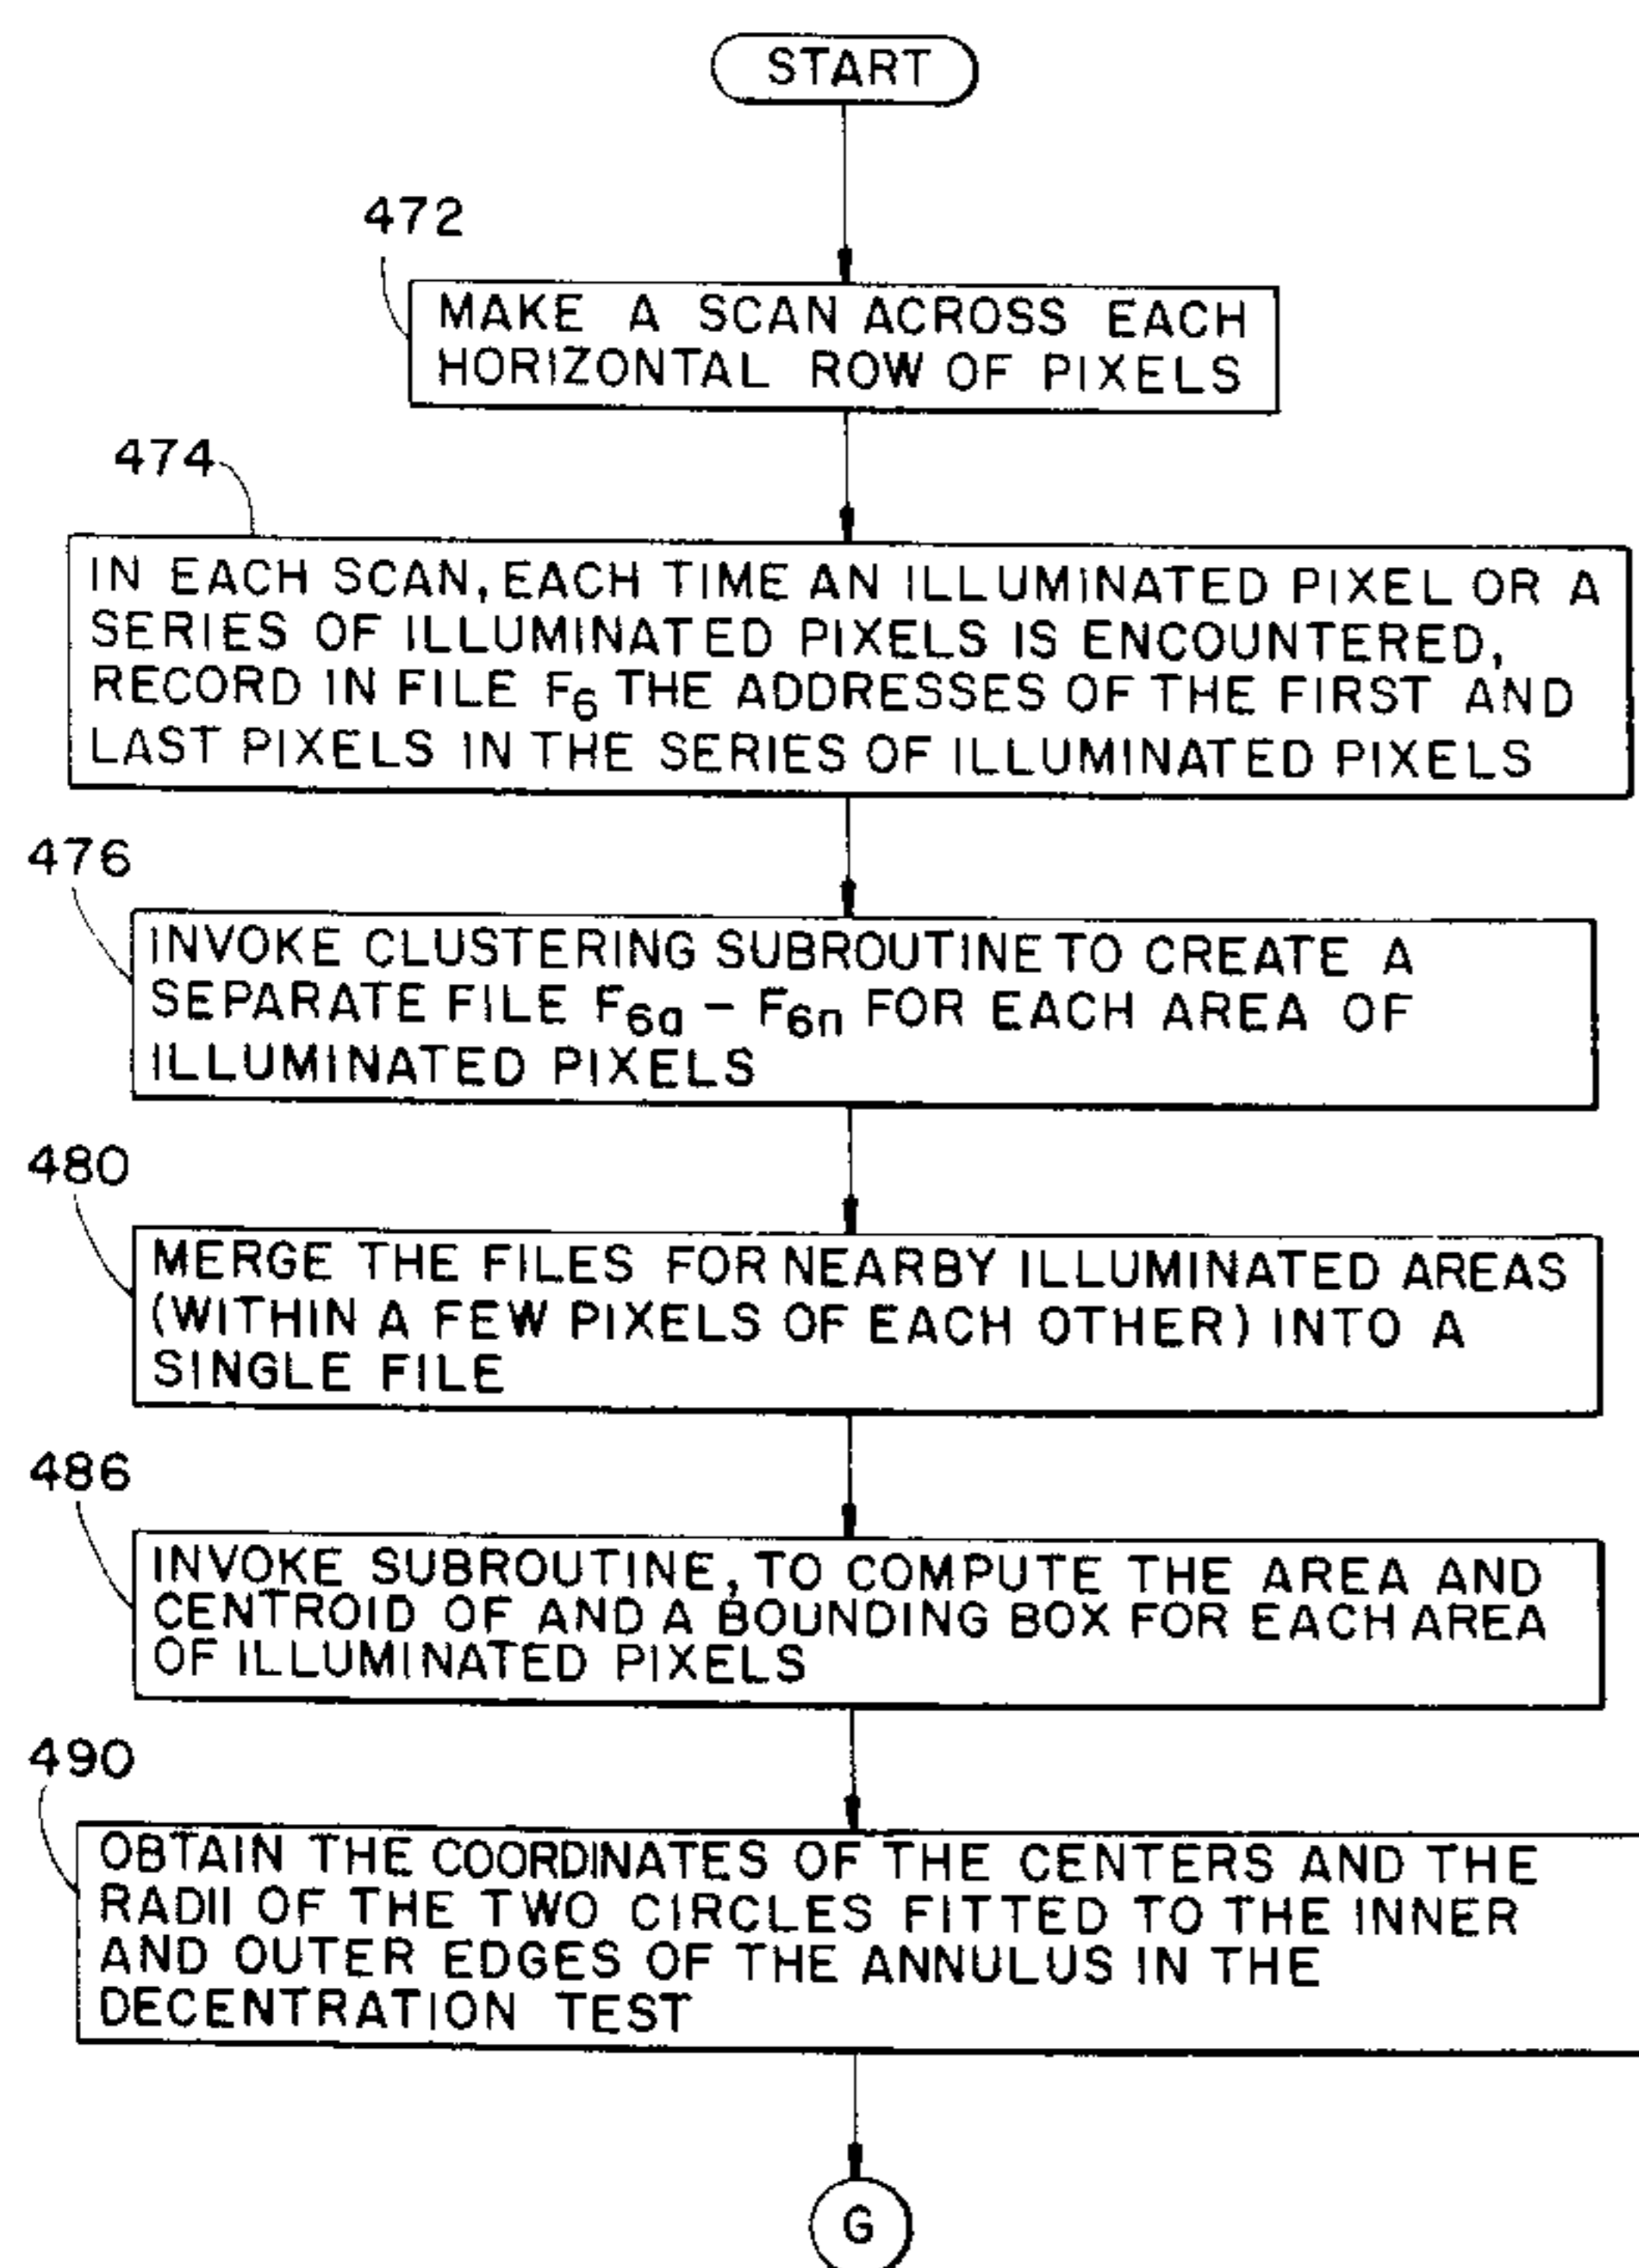 START
472
MAKE A SCAN ACROSS EACH
HORIZONTAL ROW OF PIXELS
474
IN EACH SCAN, EACH TIME AN ILLUMINATED PIXEL OR A
SERIES OF ILLUMINATED PIXELS IS ENCOUNTERED,
RECORD IN FILE F6 THE ADDRESSES OF THE FIRST AND
LAST PIXELS IN THE SERIES OF ILLUMINATED PIXELS
476
INVOKE CLUSTERING SUBROUTINE TO CREATE A
SEPARATE FILE F6a - F6n FOR EACH AREA OF
ILLUMINATED PIXELS
480
MERGE THE FILES FOR NEARBY ILLUMINATED AREAS
(WITHIN A FEW PIXELS OF EACH OTHER) INTO A
SINGLE FILE
486
INVOKE SUBROUTINE, TO COMPUTE THE AREA AND
CENTROID OF AND A BOUNDING BOX FOR EACH AREA
OF ILLUMINATED PIXELS
490
OBTAIN THE COORDINATES OF THE CENTERS AND THE
RADII OF THE TWO CIRCLES FITTED TO THE INNER
AND OUTER EDGES OF THE ANNULUS IN THE
DECENTRATION TEST
G